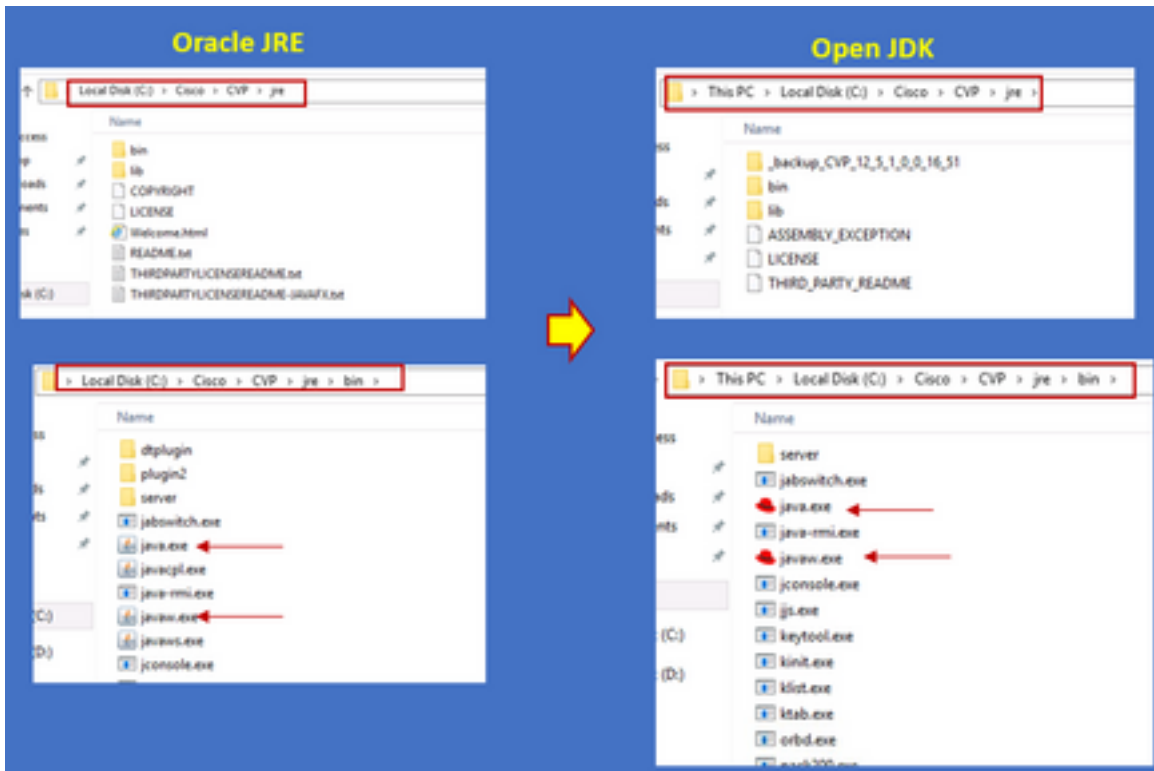 Oracle JRE
Local Disk (C:) > Cisco > CVP > jre
Name
bin
lib
COPYRIGHT
LICENSE
Welcome.html
README.txt
THIRDPARTYLICENSEREADME.txt
THIRDPARTYLICENSEREADME-JAVAFX.txt
Local Disk (C:) > Cisco > CVP > jre > bin >
Name
dtplugin
plugin2
server
jabswitch.exe
java.exe
javacpl.exe
java-rmi.exe
javaw.exe
javaws.exe
jconsole.exe
(C:)
(D:)
Open JDK
> This PC > Local Disk (C:) > Cisco > CVP > jre >
Name
_backup_CVP_12_5_1_0_0_16_51
bin
lib
ASSEMBLY_EXCEPTION
LICENSE
THIRD_PARTY_README
> This PC > Local Disk (C:) > Cisco > CVP > jre > bin >
Name
server
jabswitch.exe
java.exe
java-rmi.exe
javaw.exe
jconsole.exe
jjs.exe
keytool.exe
kinit.exe
klist.exe
ktab.exe
orbd.exe
(C:)
(D:)